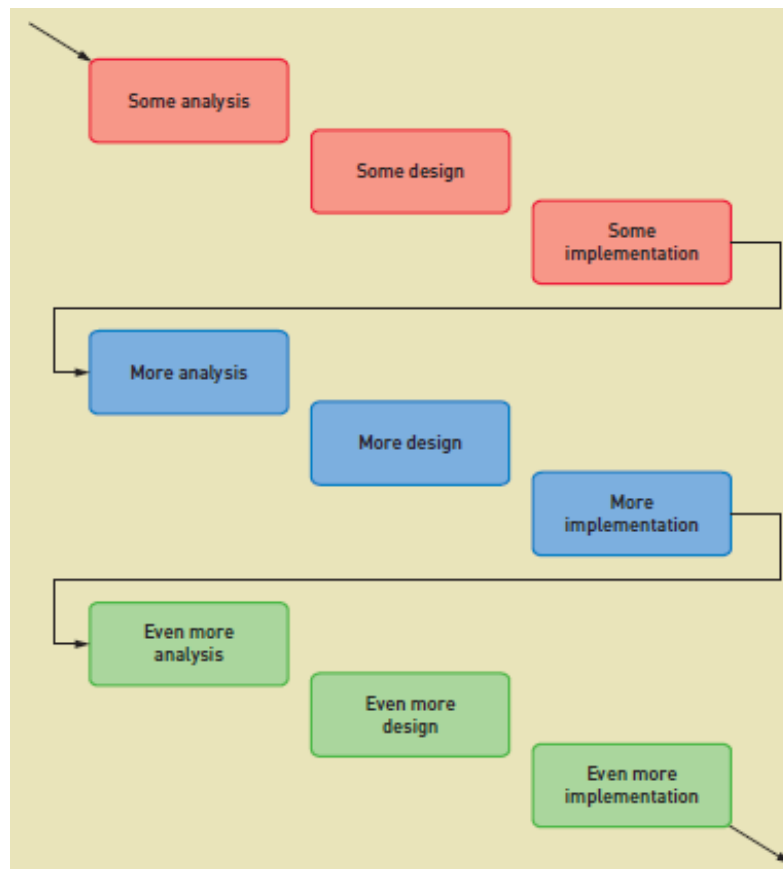 Some analysis
Some design
Some
implementation
More analysis
More design
More
implementation
Even more
analysis
Even more
design
Even more
implementation